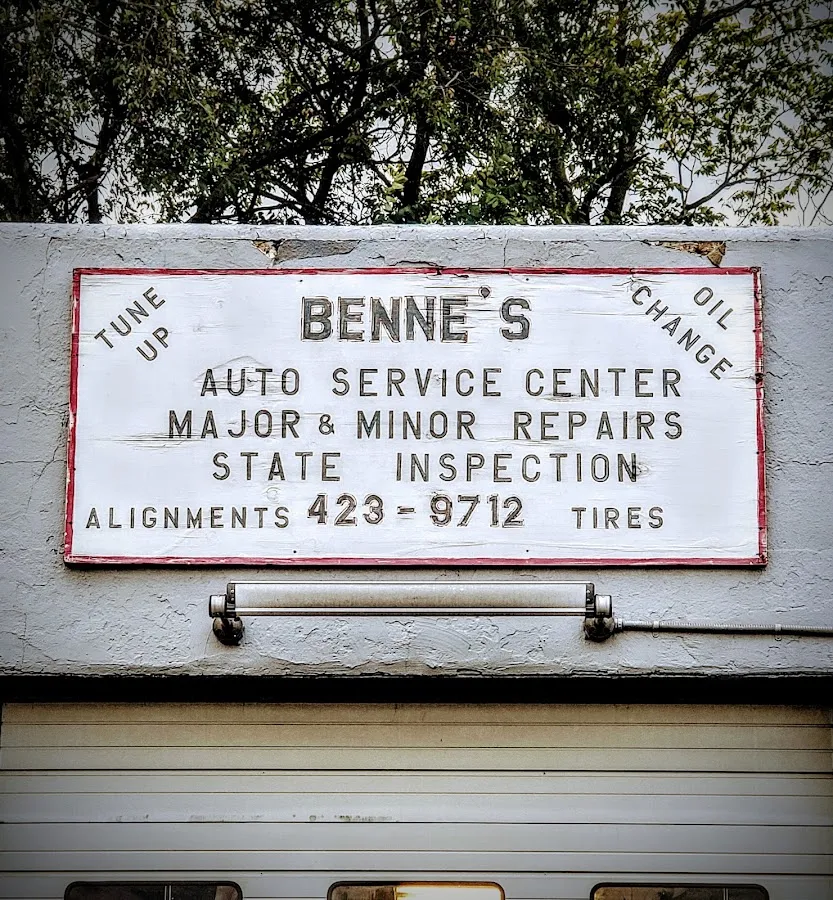 TUNE
UP
BENNE'S
OIL
CHANGE
AUTO SERVICE CENTER
MAJOR & MINOR REPAIRS
STATE INSPECTION
ALIGNMENTS 423-9712 TIRES